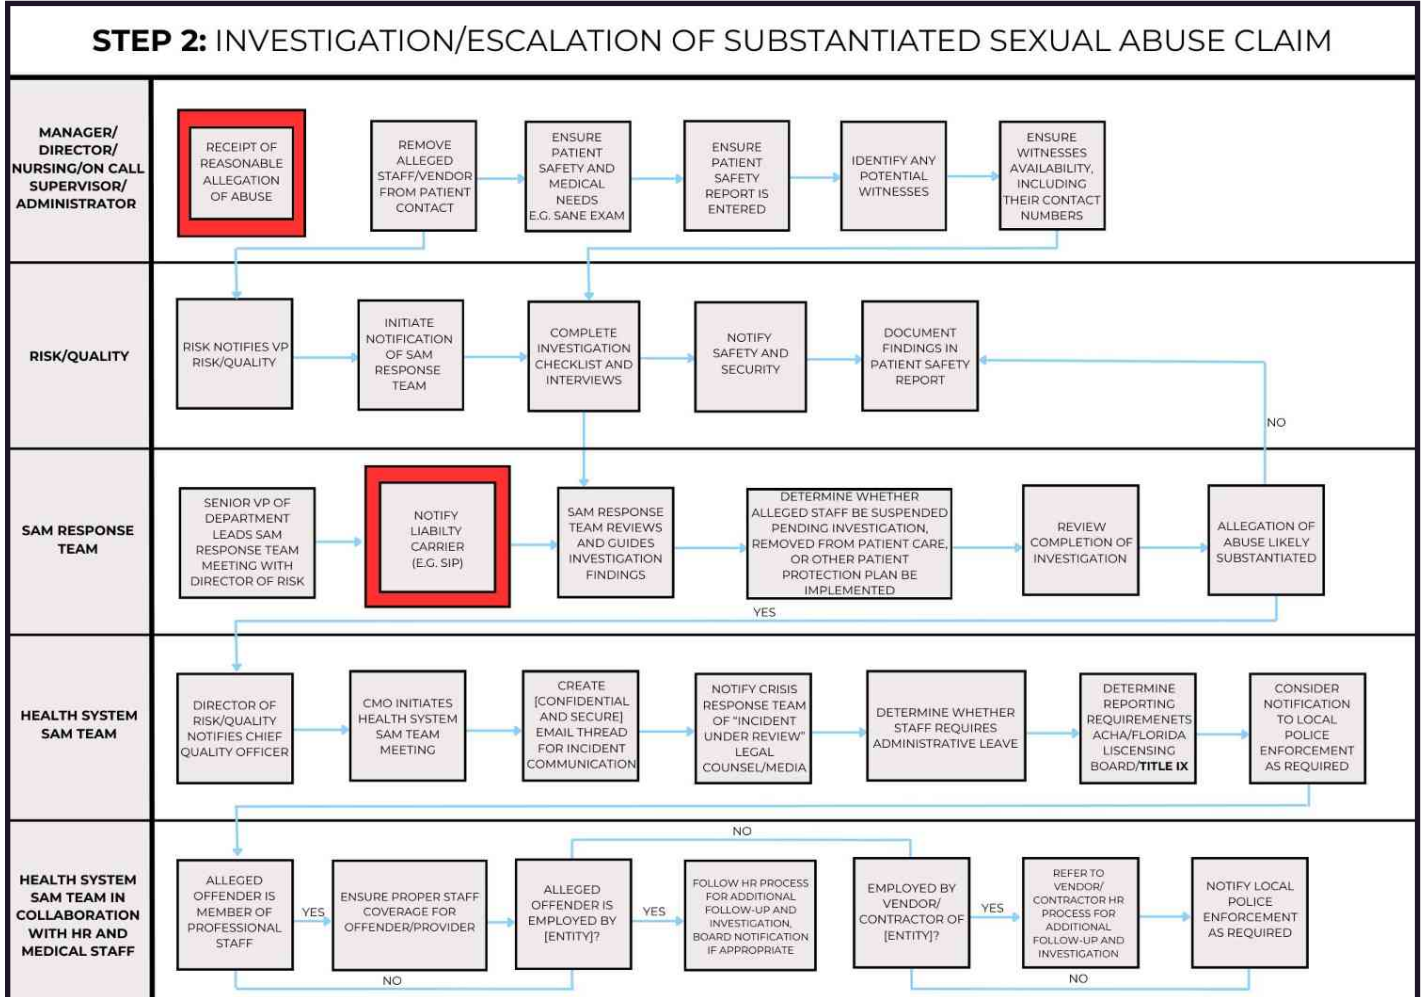 STEP 2: INVESTIGATION/ESCALATION OF SUBSTANTIATED SEXUAL ABUSE CLAIM
MANAGER/
DIRECTOR/
NURSING/ON CALL
SUPERVISOR/
ADMINISTRATOR
RECEIPT OF
REASONABLE
ALLEGATION
OF ABUSE
REMOVE
ALLEGED
STAFF/VENDOR
FROM PATIENT
CONTACT
ENSURE
PATIENT
SAFETY AND
MEDICAL
NEEDS
E.G. SANE EXAM
ENSURE
PATIENT
SAFETY
REPORT IS
ENTERED
IDENTIFY ANY
POTENTIAL
WITNESSES
ENSURE
WITNESSES
AVAILABILITY,
INCLUDING
THEIR CONTACT
NUMBERS
RISK/QUALITY
RISK NOTIFIES VP
RISK/QUALITY
INITIATE
NOTIFICATION
OF SAM
RESPONSE
TEAM
COMPLETE
INVESTIGATION
CHECKLIST AND
INTERVIEWS
NOTIFY
SAFETY AND
SECURITY
DOCUMENT
FINDINGS IN
PATIENT SAFETY
REPORT
NO
SAM RESPONSE
TEAM
SENIOR VP OF
DEPARTMENT
LEADS SAM
RESPONSE TEAM
MEETING WITH
DIRECTOR OF RISK
NOTIFY
LIABILTY
CARRIER
(E.G. SIP)
SAM RESPONSE
TEAM REVIEWS
AND GUIDES
INVESTIGATION
FINDINGS
DETERMINE WHETHER
ALLEGED STAFF BE SUSPENDED
PENDING INVESTIGATION,
REMOVED FROM PATIENT CARE,
OR OTHER PATIENT
PROTECTION PLAN BE
IMPLEMENTED
REVIEW
COMPLETION OF
INVESTIGATION
ALLEGATION OF
ABUSE LIKELY
SUBSTANTIATED
YES
HEALTH SYSTEM
SAM TEAM
DIRECTOR OF
RISK/QUALITY
NOTIFIES CHIEF
QUALITY OFFICER
CMO INITIATES
HEALTH SYSTEM
SAM TEAM
MEETING
CREATE
[CONFIDENTIAL
AND SECURE]
EMAIL THREAD
FOR INCIDENT
COMMUNICATION
NOTIFY CRISIS
RESPONSE TEAM
OF "INCIDENT
UNDER REVIEW"
LEGAL
COUNSEL/MEDIA
DETERMINE WHETHER
STAFF REQUIRES
ADMINISTRATIVE LEAVE
DETERMINE
REPORTING
REQUIREMENETS
ACHA/FLORIDA
LISCENSING
BOARD/TITLE IX
CONSIDER
NOTIFICATION
TO LOCAL
POLICE
ENFORCEMENT
AS REQUIRED
HEALTH SYSTEM
SAM TEAM IN
COLLABORATION
WITH HR AND
MEDICAL STAFF
ALLEGED
OFFENDER IS
MEMBER OF
PROFESSIONAL
STAFF
YES
ENSURE PROPER STAFF
COVERAGE FOR
OFFENDER/PROVIDER
NO
ALLEGED
OFFENDER IS
EMPLOYED BY
[ENTITY]?
YES
NO
FOLLOW HR PROCESS
FOR ADDITIONAL
FOLLOW-UP AND
INVESTIGATION,
BOARD NOTIFICATION
IF APPROPRIATE
EMPLOYED BY
VENDOR/
CONTRACTOR OF
[ENTITY]?
YES
REFER TO
VENDOR/
CONTRACTOR HR
PROCESS FOR
ADDITIONAL
FOLLOW-UP AND
INVESTIGATION
NO
NOTIFY LOCAL
POLICE
ENFORCEMENT
AS REQUIRED